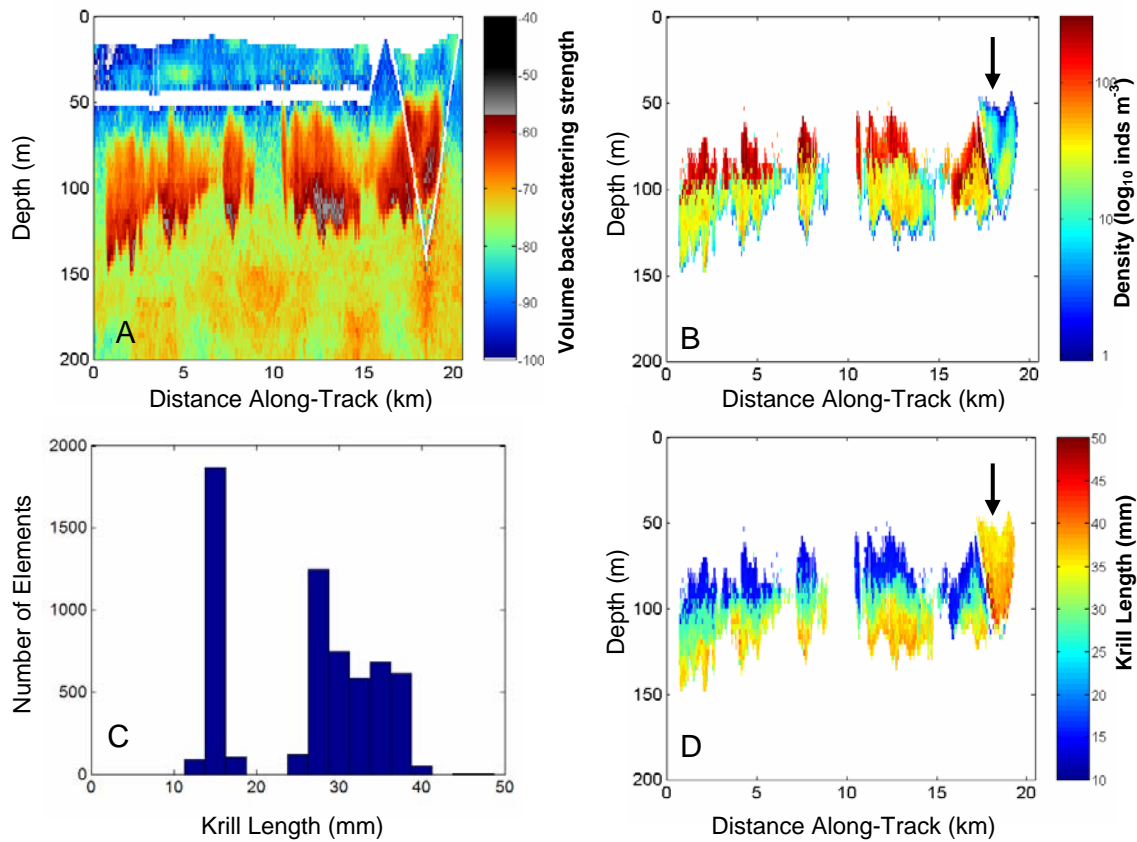 0
50
100
150
200
Depth (m)
A
0 5 10 15 20
Distance Along-Track (km)
-40
-50
-60
-70
-80
-90
-100
Volume backscattering strength
0
50
100
150
200
Depth (m)
B
0 5 10 15 20
Distance Along-Track (km)
100
10
1
Density (log10 inds m-3)
2000
1500
1000
500
0
Number of Elements
C
0 10 20 30 40 50
Krill Length (mm)
0
50
100
150
200
Depth (m)
D
0 5 10 15 20
Distance Along-Track (km)
50
45
40
35
30
25
20
15
10
Krill Length (mm)